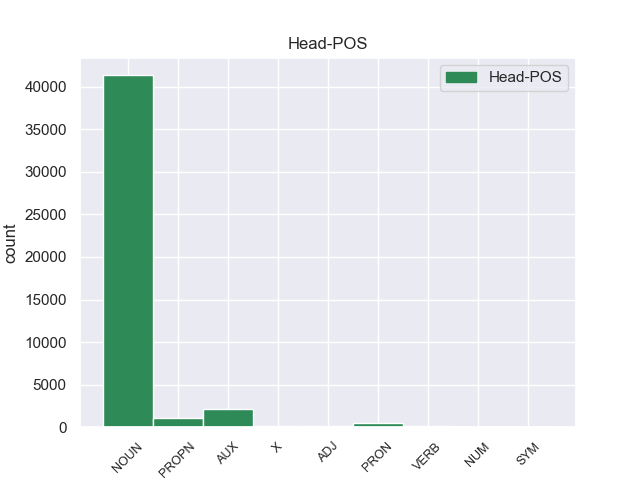 Head-POS
Head-POS
40000
35000
30000
25000
20000
15000
10000
5000
0
count
NOUN
PROPN
AUX
X
ADJ
PRON
VERB
NUM
SYM